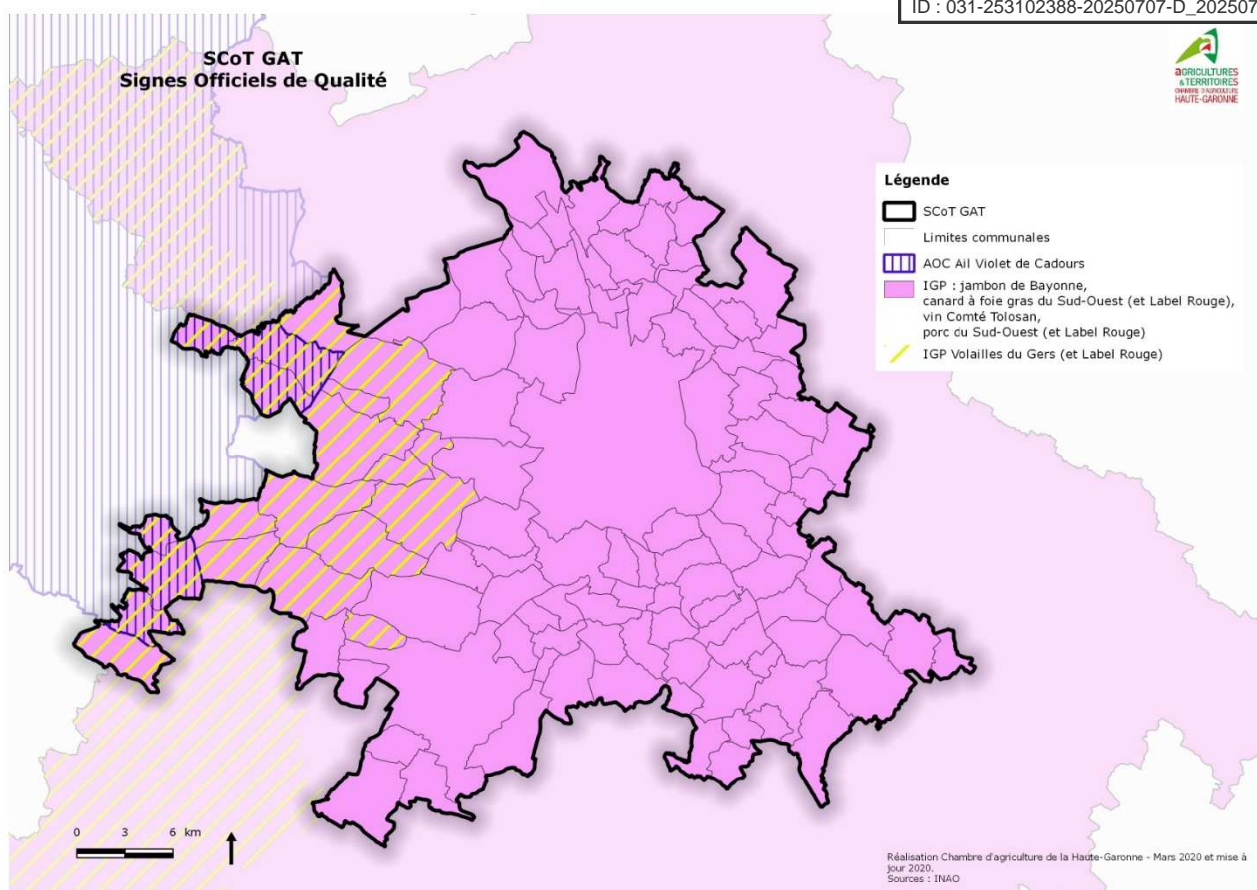 ID : 031-253102388-20250707-D_202507
SCoT GAT
Signes Officiels de Qualité
AGRICULTURES
& TERRITOIRES
CHAMBRE D'AGRICULTURE
HAUTE-GARONNE
Légende
SCoT GAT
Limites communales
AOC Ail Violet de Cadours
IGP : jambon de Bayonne,
canard à foie gras du Sud-Ouest (et Label Rouge),
vin Comté Tolosan,
porc du Sud-Ouest (et Label Rouge)
IGP Volailles du Gers (et Label Rouge)
0 3 6 km
Réalisation Chambre d'agriculture de la Haute-Garonne - Mars 2020 et mise à
jour 2020.
Sources : INAO